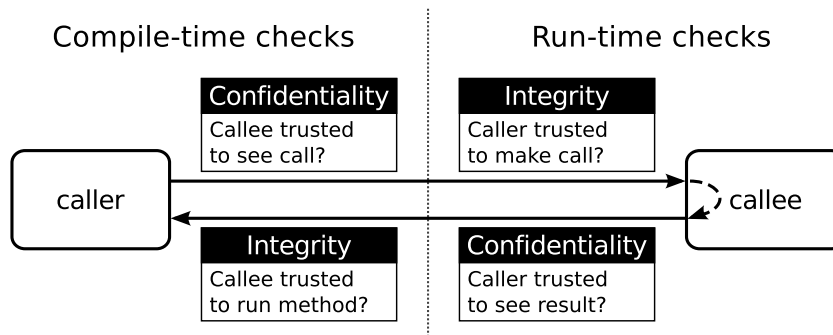 Compile-time checks
Run-time checks
Confidentiality
Callee trusted
to see call?
Integrity
Caller trusted
to make call?
caller
callee
Integrity
Callee trusted
to run method?
Confidentiality
Caller trusted
to see result?